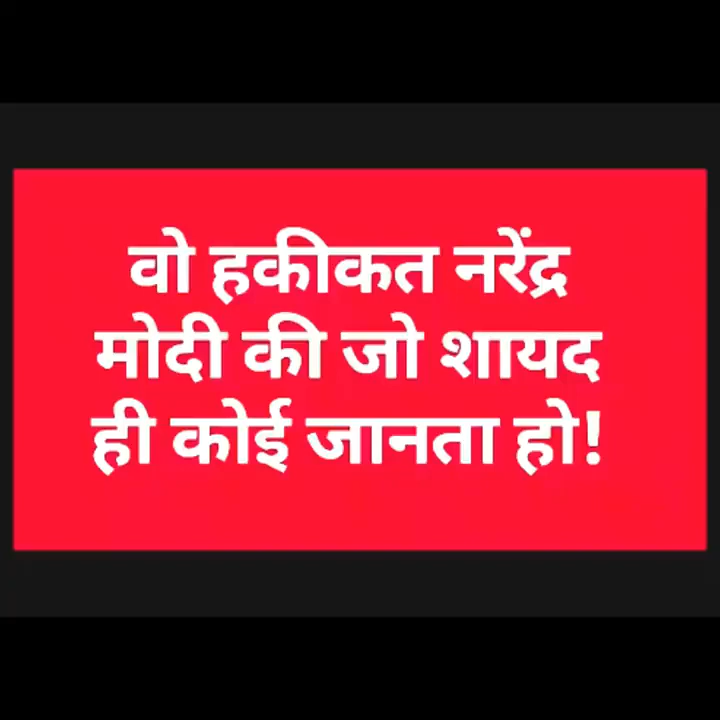 वो हकीकत नरेंद्र
मोदी की जो शायद
ही कोई जानता हो!